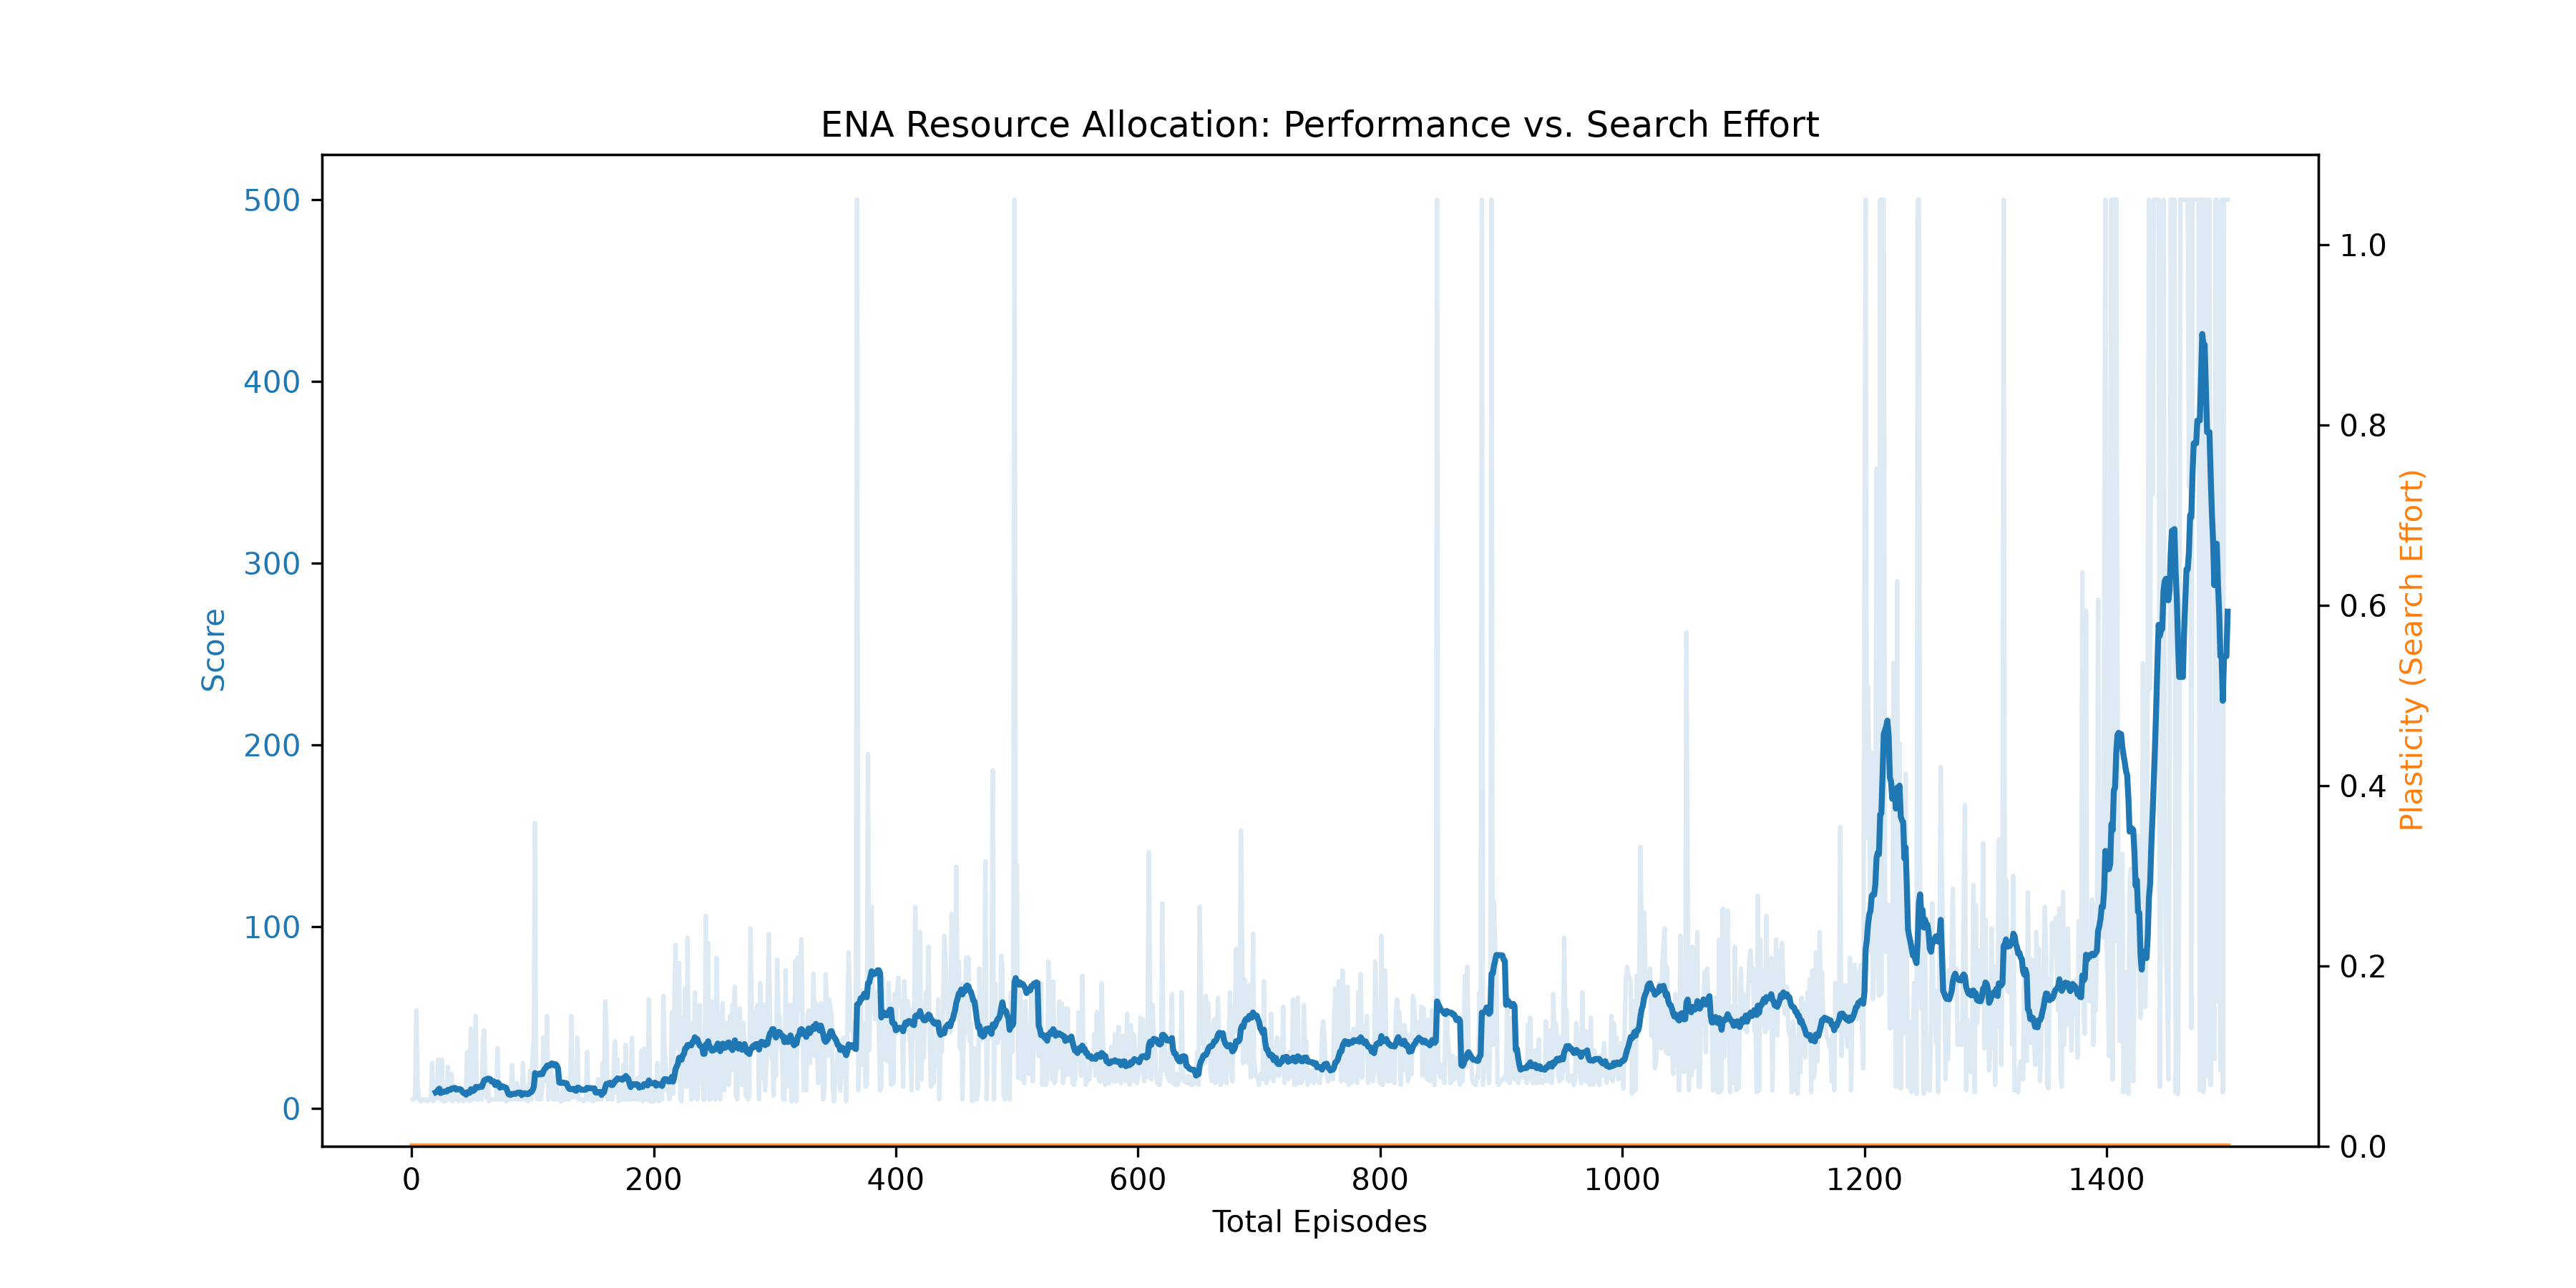 ENA Resource Allocation: Performance vs. Search Effort
500
400
300
200
100
0
Score
1.0
0.8
0.6
0.4
0.2
0.0
Plasticity (Search Effort)
0 200 400 600 800 1000 1200 1400
Total Episodes